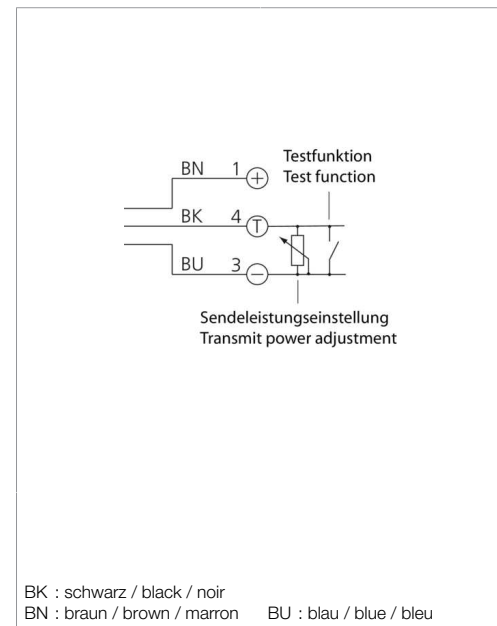 Testfunktion
Test function
BN 1 +
BK 4 T
BU 3 −
Sendeleistungseinstellung
Transmit power adjustment
BK : schwarz / black / noir
BN : braun / brown / marron BU : blau / blue / bleu